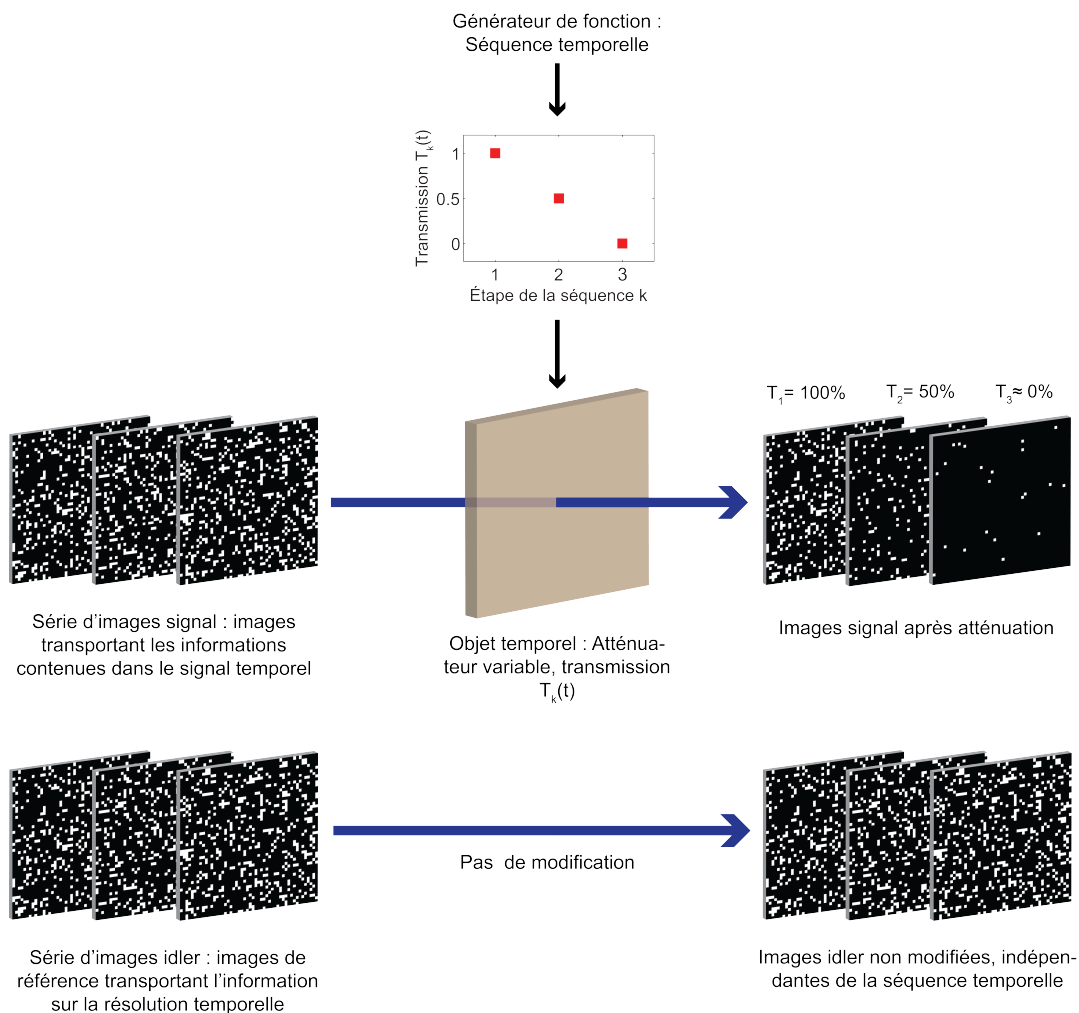 Générateur de fonction :
Séquence temporelle
Transmission T_k(t)
1
0.5
0
1 2 3
Étape de la séquence k
T_1= 100% T_2= 50% T_3≈ 0%
Série d'images signal : images
transportant les informations
contenues dans le signal temporel
Objet temporel : Atténua-
teur variable, transmission
T_k(t)
Images signal après atténuation
Pas de modification
Série d'images idler : images de
référence transportant l'information
sur la résolution temporelle
Images idler non modifiées, indépen-
dantes de la séquence temporelle